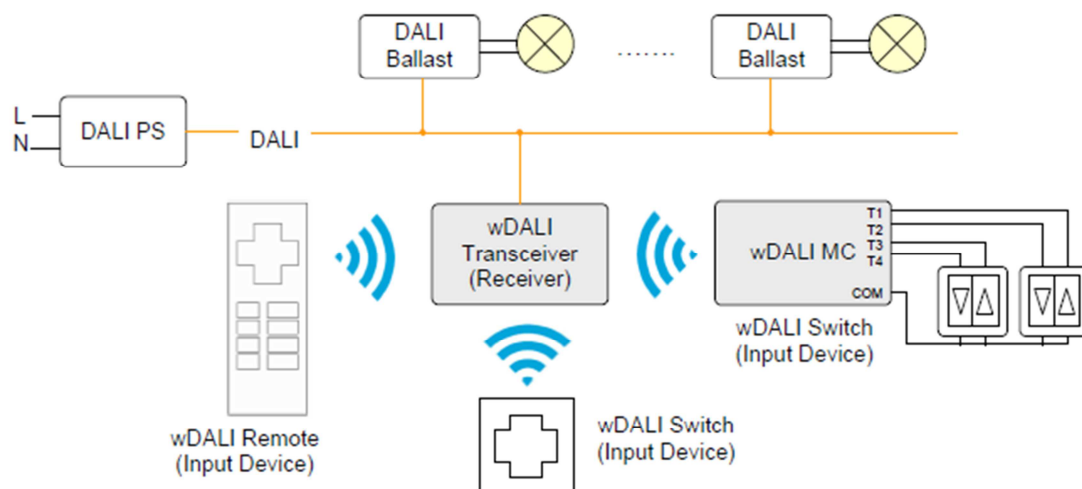 DALI
Ballast
.......
DALI
Ballast
L
N
DALI PS
DALI
wDALI
Transceiver
(Receiver)
wDALI MC
T1
T2
T3
T4
COM
wDALI Switch
(Input Device)
wDALI Remote
(Input Device)
wDALI Switch
(Input Device)